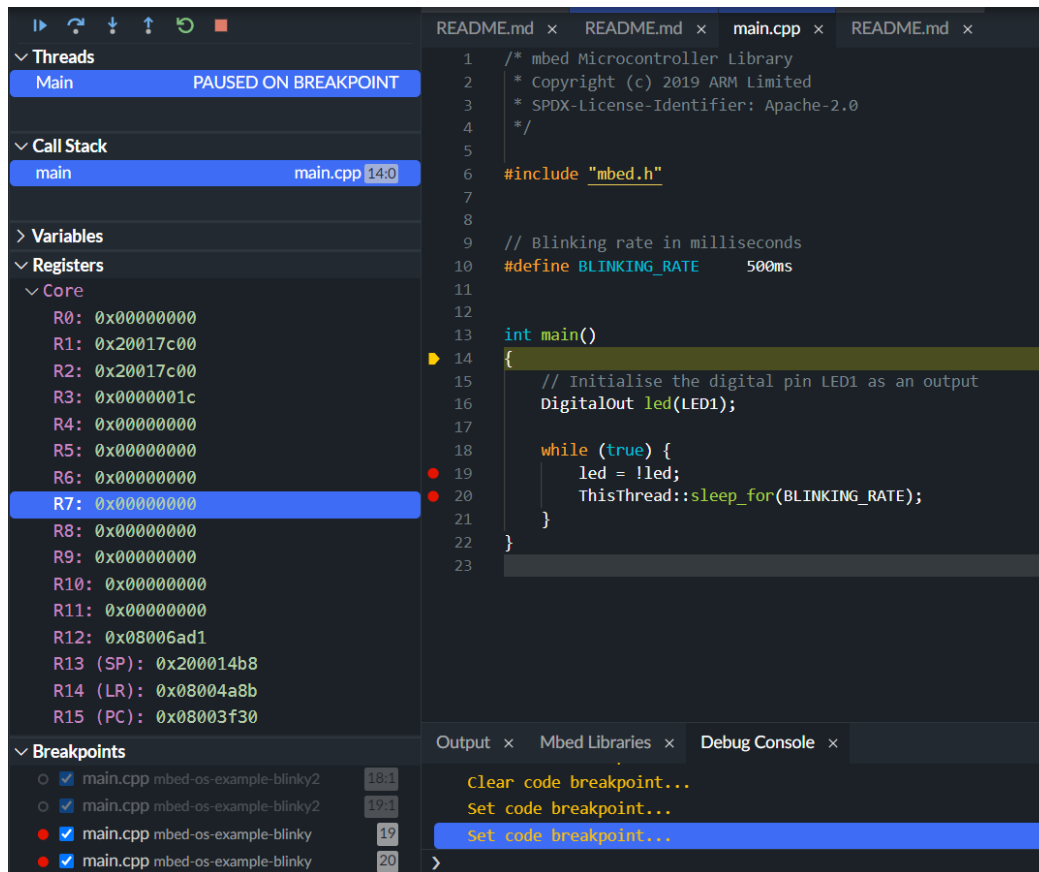 Threads
Main PAUSED ON BREAKPOINT
Call Stack
main main.cpp 14:0
Variables
Registers
Core
R0: 0x00000000
R1: 0x20017c00
R2: 0x20017c00
R3: 0x0000001c
R4: 0x00000000
R5: 0x00000000
R6: 0x00000000
R7: 0x00000000
R8: 0x00000000
R9: 0x00000000
R10: 0x00000000
R11: 0x00000000
R12: 0x08006ad1
R13 (SP): 0x200014b8
R14 (LR): 0x08004a8b
R15 (PC): 0x08003f30
Breakpoints
main.cpp mbed-os-example-blinky2 18:1
main.cpp mbed-os-example-blinky2 19:1
main.cpp mbed-os-example-blinky 19
main.cpp mbed-os-example-blinky 20
README.md × README.md × main.cpp × README.md ×
1 /* mbed Microcontroller Library
2  * Copyright (c) 2019 ARM Limited
3  * SPDX-License-Identifier: Apache-2.0
4  */
5
6 #include "mbed.h"
7
8
9 // Blinking rate in milliseconds
10 #define BLINKING_RATE     500ms
11
12
13 int main()
14 {
15     // Initialise the digital pin LED1 as an output
16     DigitalOut led(LED1);
17
18     while (true) {
19         led = !led;
20         ThisThread::sleep_for(BLINKING_RATE);
21     }
22 }
23
Output × Mbed Libraries × Debug Console ×
Clear code breakpoint...
Set code breakpoint...
Set code breakpoint...